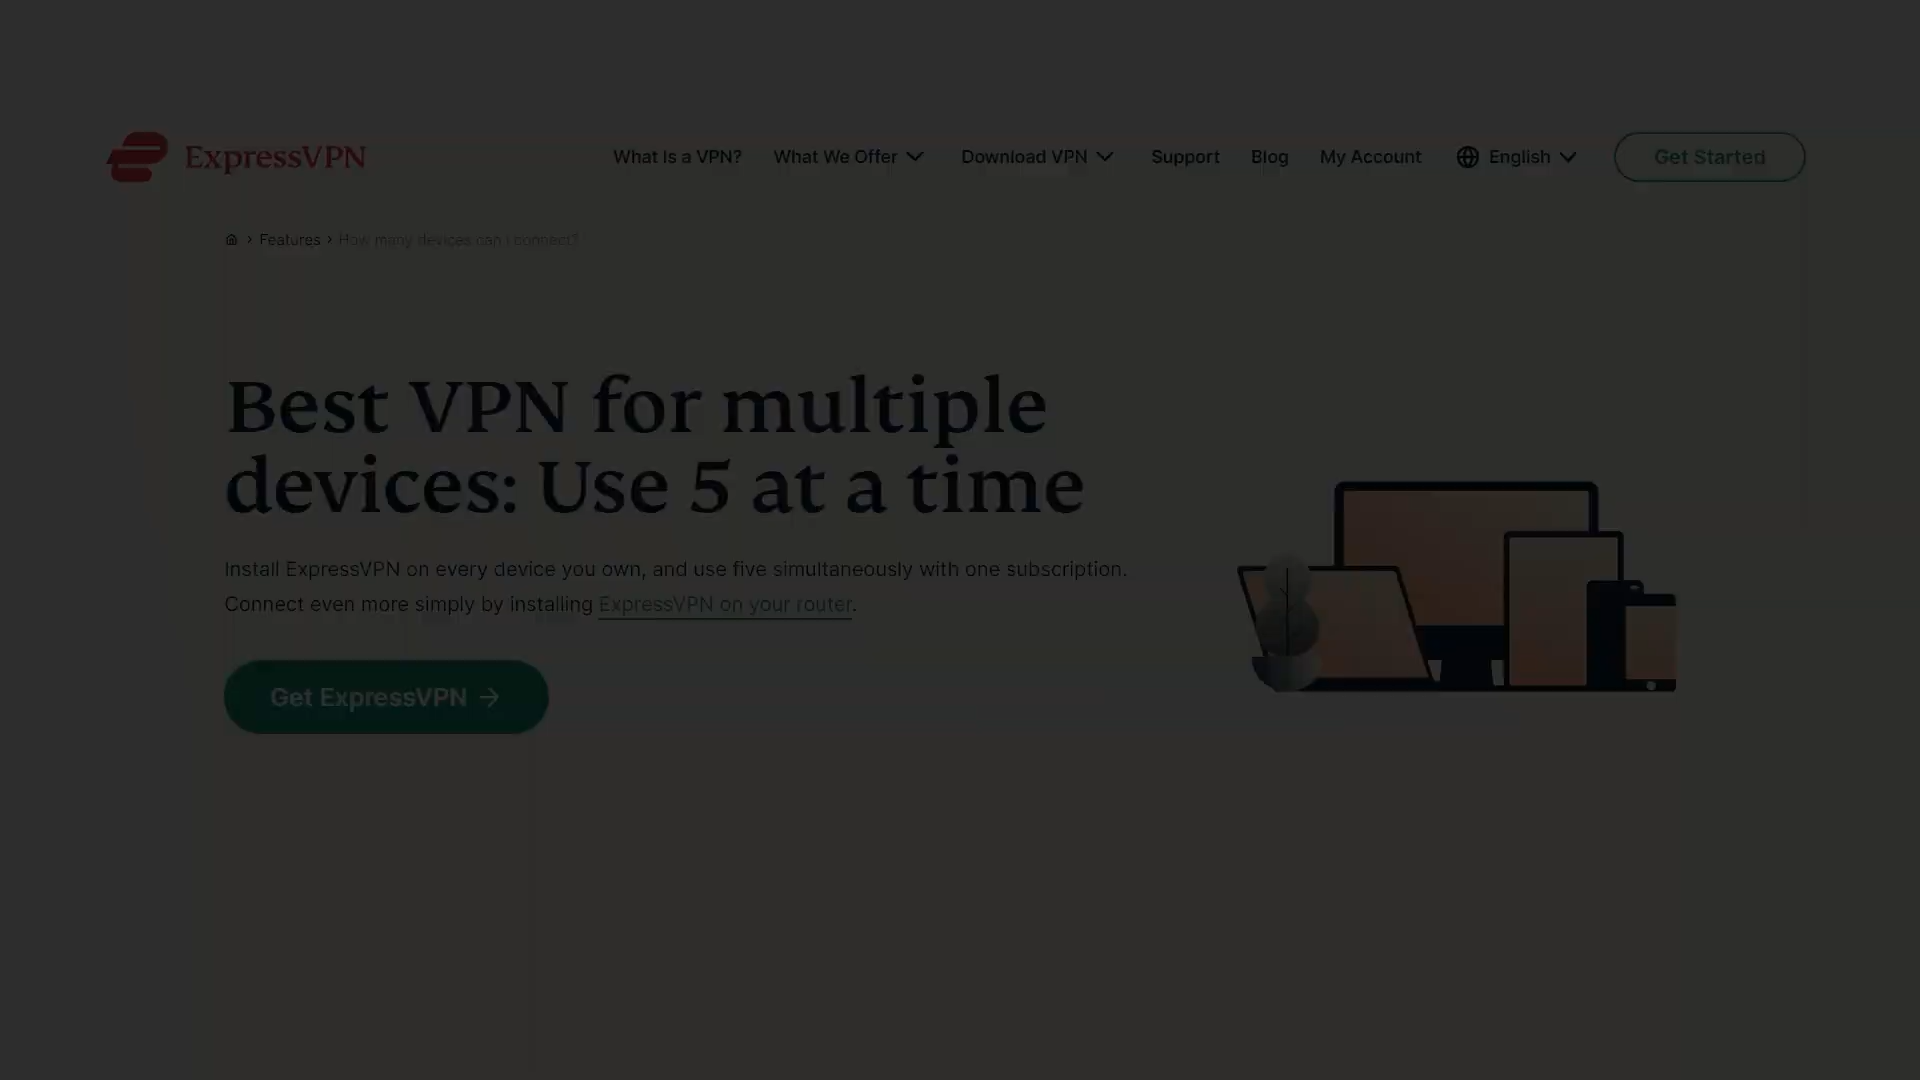 ExpressVPN
What Is a VPN? What We Offer Download VPN Support Blog My Account English Get Started
Features › How many devices can I connect?
Best VPN for multiple
devices: Use 5 at a time
Install ExpressVPN on every device you own, and use five simultaneously with one subscription.
Connect even more simply by installing ExpressVPN on your router.
Get ExpressVPN →